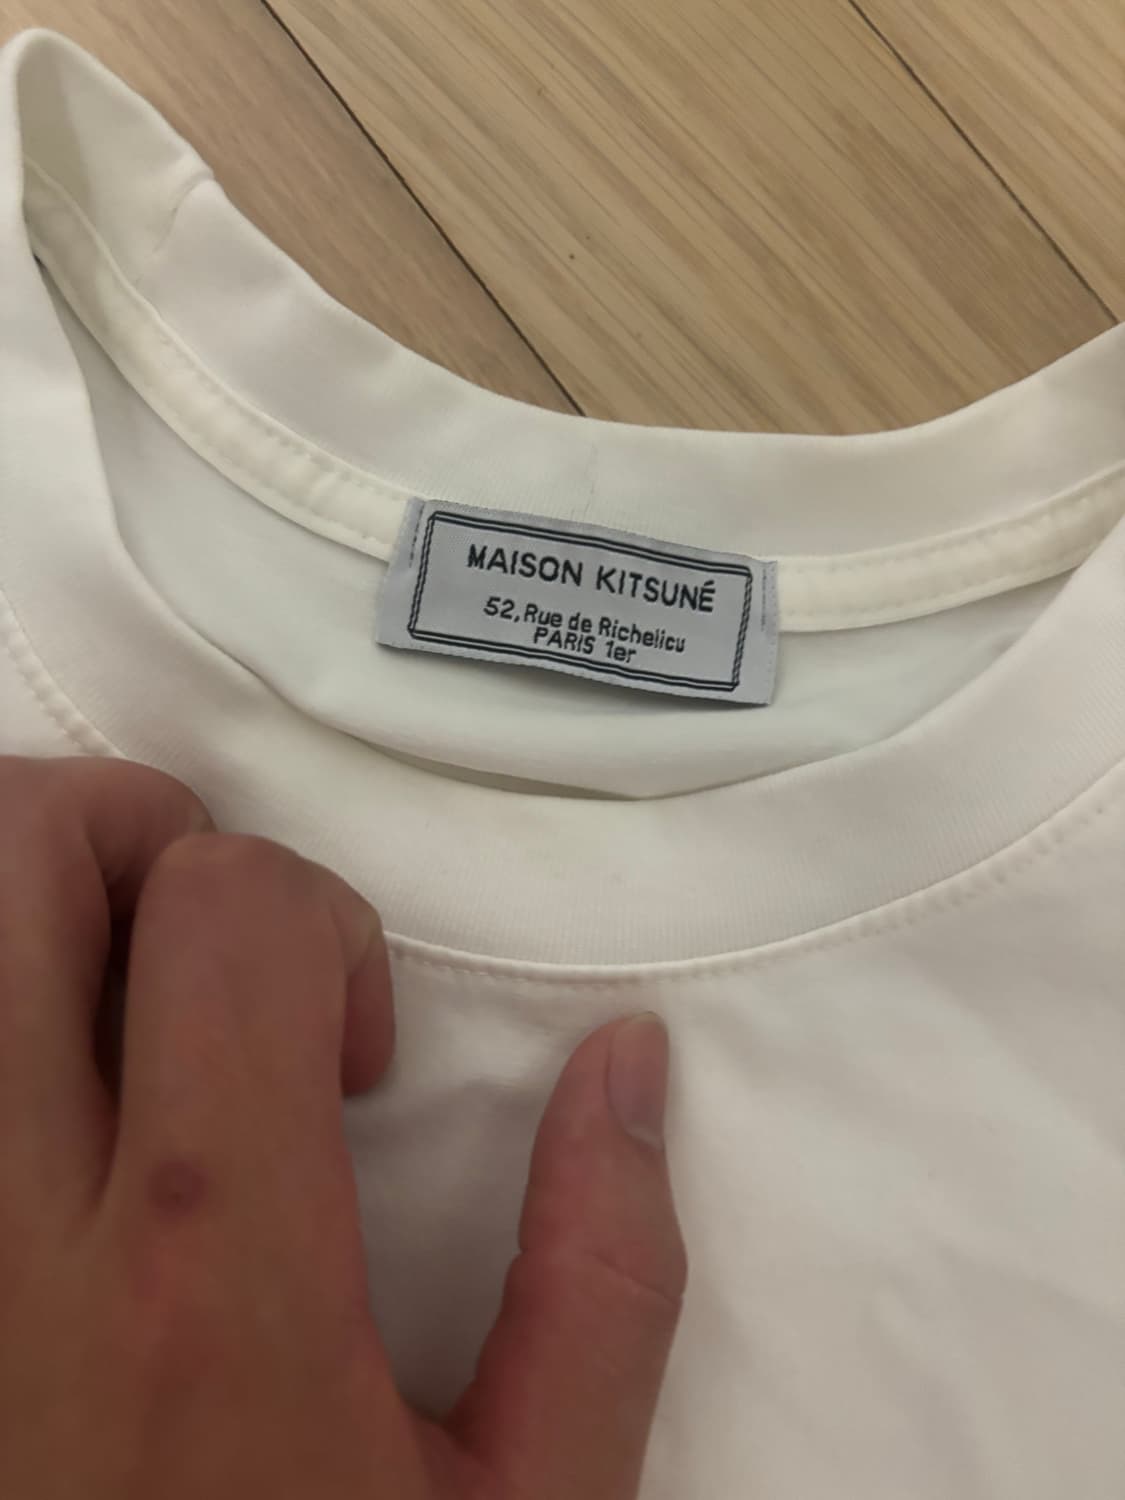 MAISON KITSUNÉ
52, Rue de Richelicu
PARIS 1er